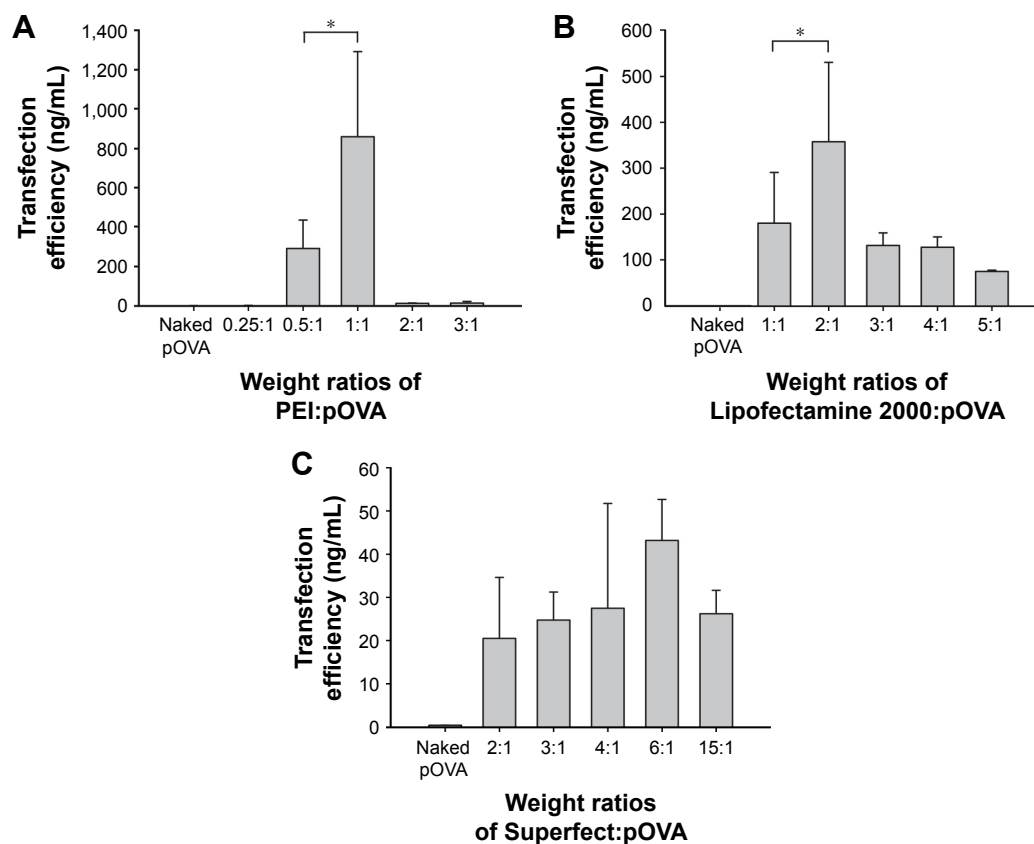 A
Transfection
efficiency (ng/mL)
1,400
1,200
1,000
800
600
400
200
0
*
Naked
pOVA
0.25:1
0.5:1
1:1
2:1
3:1
Weight ratios of
PEI:pOVA
B
Transfection
efficiency (ng/mL)
600
500
400
300
200
100
0
*
Naked
pOVA
1:1
2:1
3:1
4:1
5:1
Weight ratios of
Lipofectamine 2000:pOVA
C
Transfection
efficiency (ng/mL)
60
50
40
30
20
10
0
Naked
pOVA
2:1
3:1
4:1
6:1
15:1
Weight ratios
of Superfect:pOVA